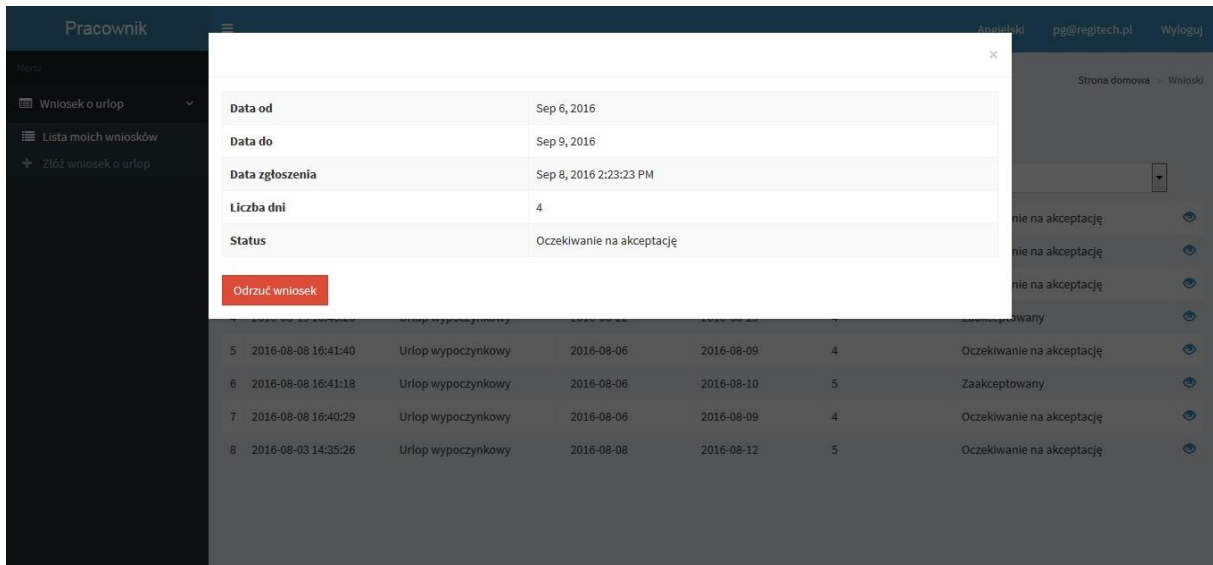 Pracownik
Angielski pg@regitech.pl Wyloguj
Menu
Strona domowa > Wnioski
Wniosek o urlop
Lista moich wniosków
Złóż wniosek o urlop
×
Data od Sep 6, 2016
Data do Sep 9, 2016
Data zgłoszenia Sep 8, 2016 2:23:23 PM
Liczba dni 4
Status Oczekiwanie na akceptację
Odrzuć wniosek
nie na akceptację
nie na akceptację
nie na akceptację
4 Urlop wypoczynkowy 4 Zaakceptowany
5 2016-08-08 16:41:40 Urlop wypoczynkowy 2016-08-06 2016-08-09 4 Oczekiwanie na akceptację
6 2016-08-08 16:41:18 Urlop wypoczynkowy 2016-08-06 2016-08-10 5 Zaakceptowany
7 2016-08-08 16:40:29 Urlop wypoczynkowy 2016-08-06 2016-08-09 4 Oczekiwanie na akceptację
8 2016-08-03 14:35:26 Urlop wypoczynkowy 2016-08-08 2016-08-12 5 Oczekiwanie na akceptację